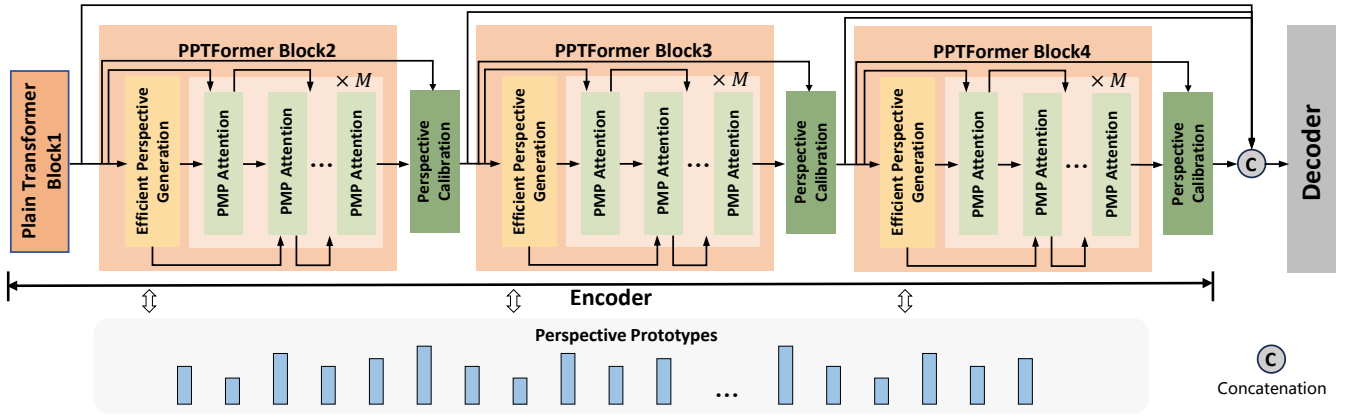 PPTFormer Block2
PPTFormer Block3
PPTFormer Block4
Plain Transformer
Block1
Efficient Perspective
Generation
PMP Attention
PMP Attention
...
PMP Attention
× M
Perspective
Calibration
Efficient Perspective
Generation
PMP Attention
PMP Attention
...
PMP Attention
× M
Perspective
Calibration
Efficient Perspective
Generation
PMP Attention
PMP Attention
...
PMP Attention
× M
Perspective
Calibration
C
Decoder
Encoder
Perspective Prototypes
...
C
Concatenation